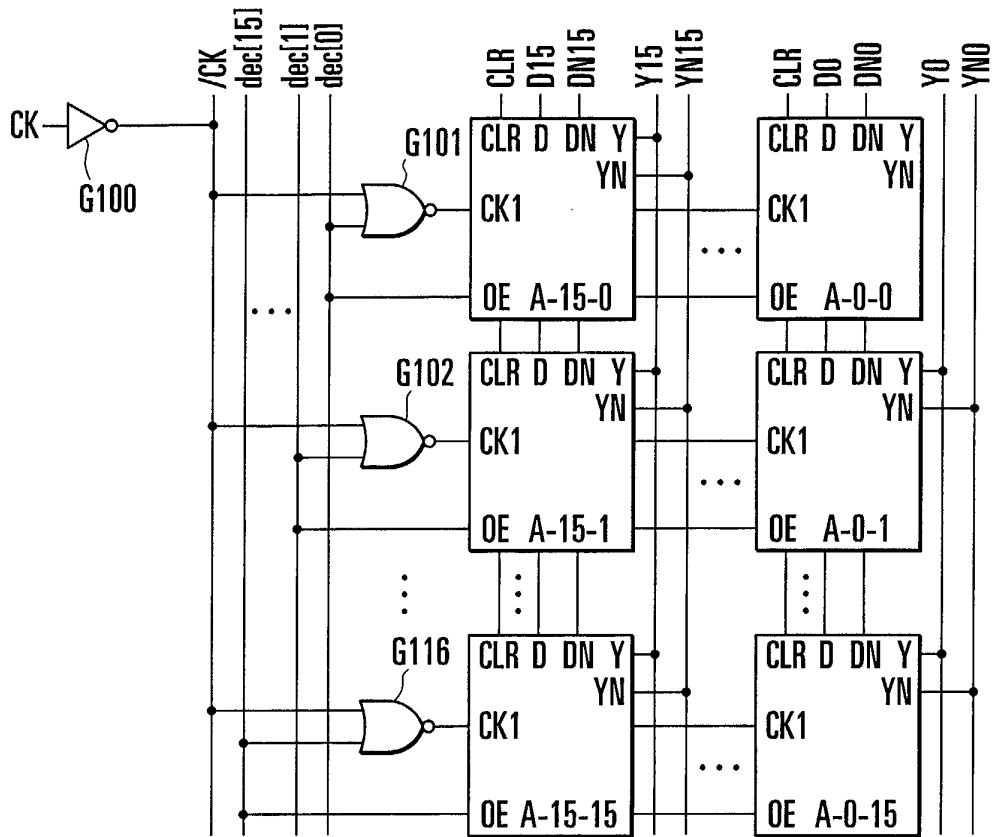 /CK dec[15] dec[1] dec[0] CLR D15 DN15 Y15 YN15 CLR D0 DN0 Y0 YN0
CK
G100
G101
CLR D DN Y
YN
CK1
OE A-15-0
CLR D DN Y
YN
CK1
OE A-0-0
G102
CLR D DN Y
YN
CK1
OE A-15-1
CLR D DN Y
YN
CK1
OE A-0-1
G116
CLR D DN Y
YN
CK1
OE A-15-15
CLR D DN Y
YN
CK1
OE A-0-15